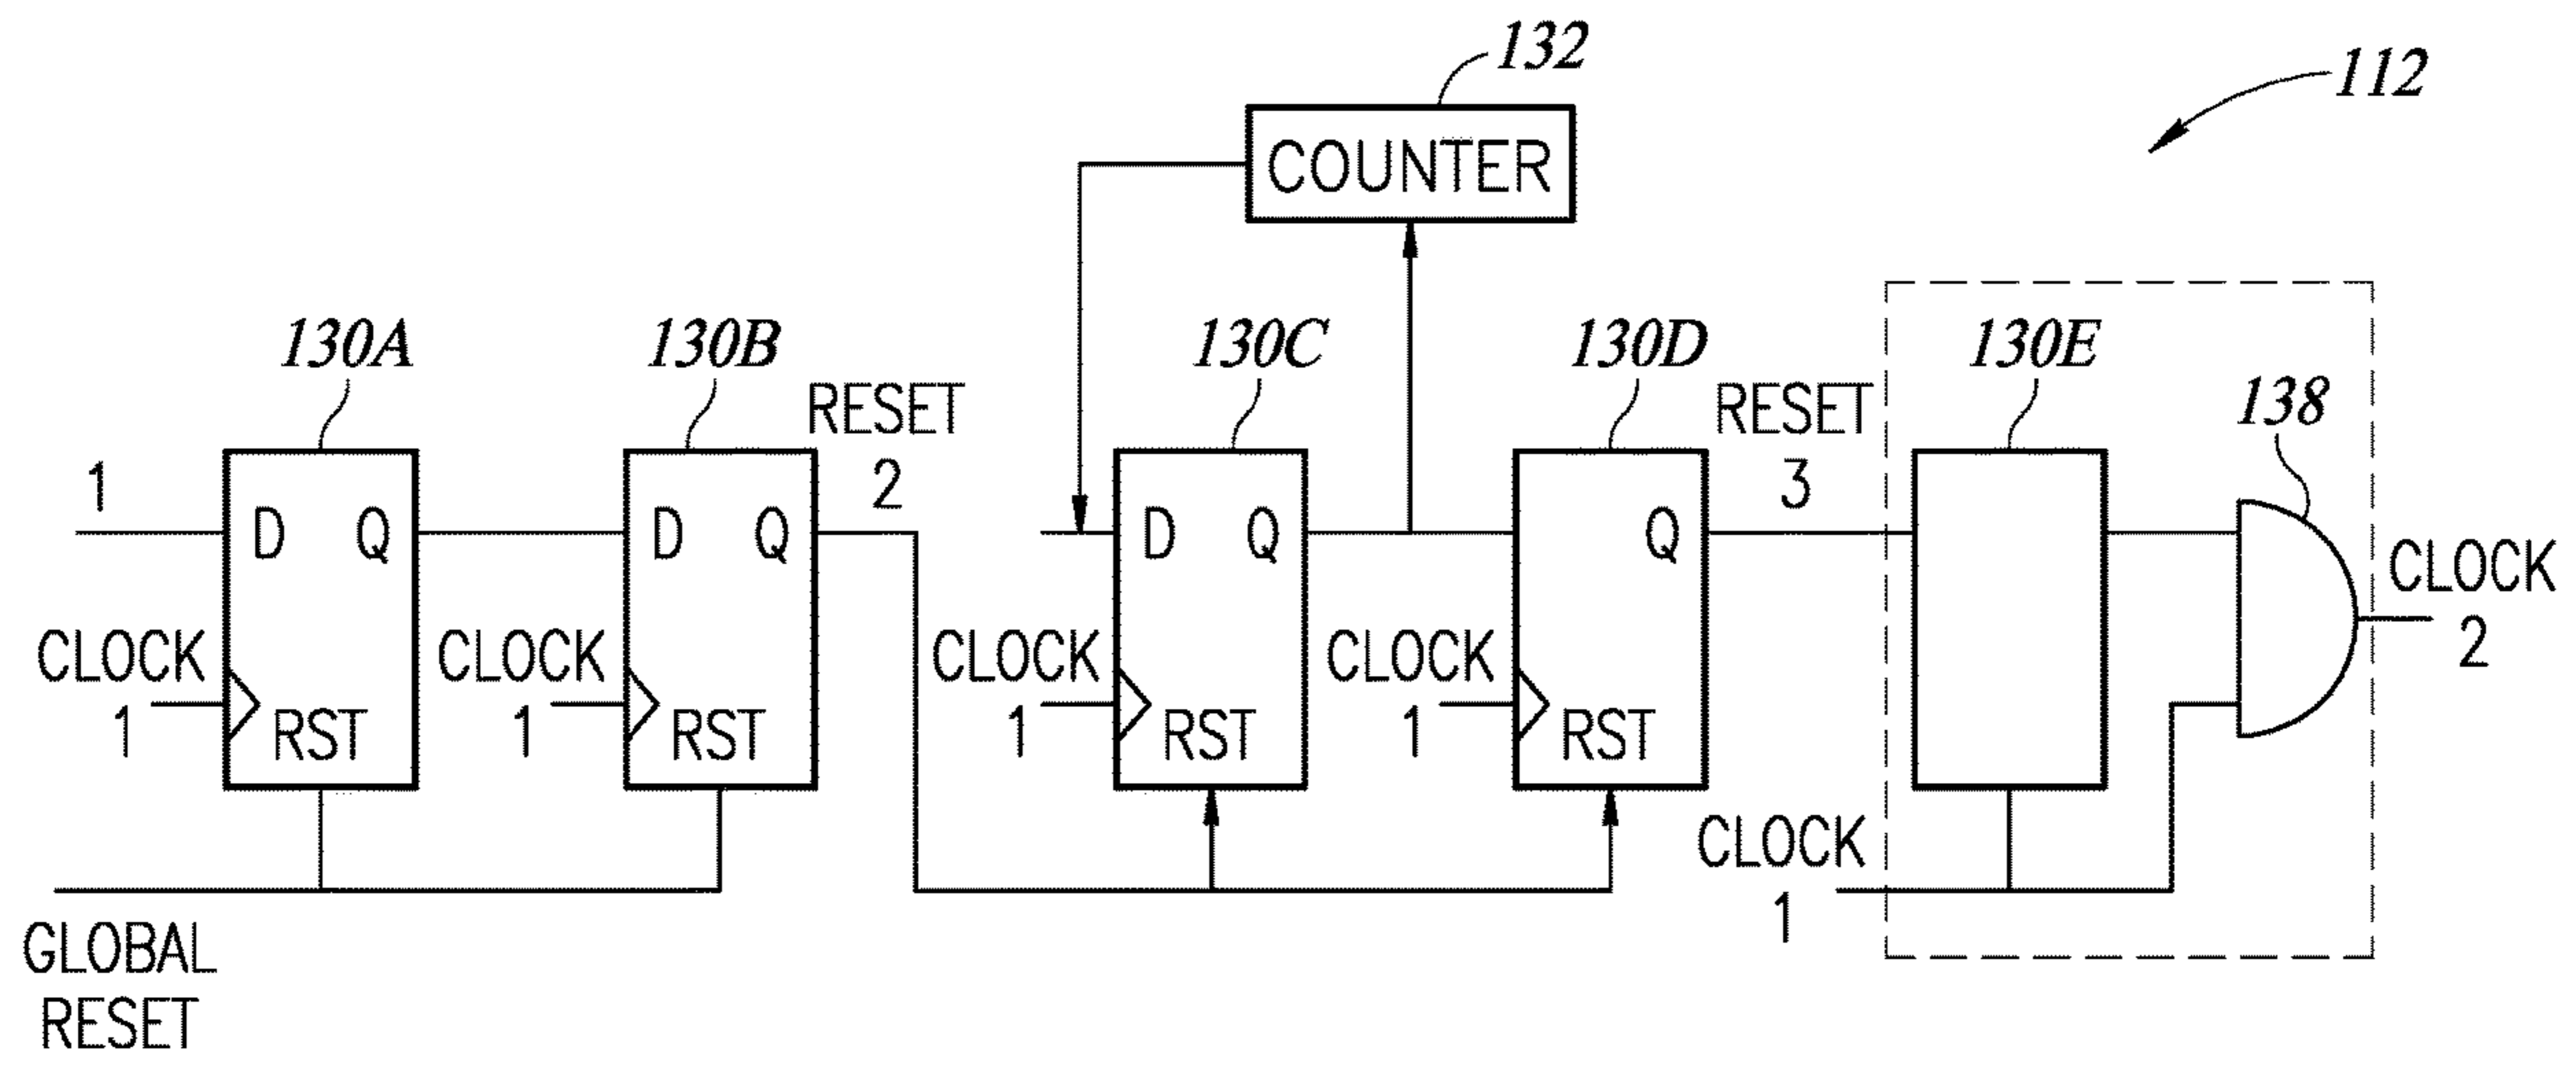 132
112
COUNTER
130A
130B
RESET
2
130C
130D
RESET
3
130E
138
1
D Q
D Q
D Q
Q
CLOCK
1
RST
CLOCK
1
RST
CLOCK
1
RST
CLOCK
1
RST
CLOCK
2
CLOCK
1
GLOBAL
RESET